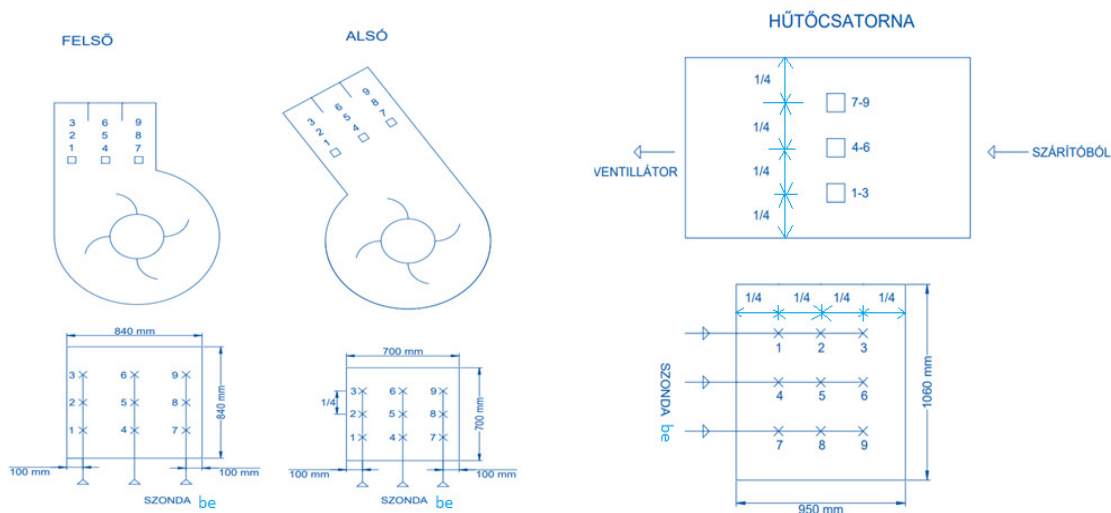 FELSŐ
3 6 9
2 5 8
1 4 7
840 mm
3 6 9
2 5 8
1 4 7
840 mm
100 mm
100 mm
SZONDA be
ALSÓ
3 6 9
2 5 8
1 4 7
700 mm
3 6 9
1/4
2 5 8
1 4 7
700 mm
100 mm
100 mm
SZONDA be
HŰTŐCSATORNA
1/4
7-9
1/4
4-6
VENTILLÁTOR
SZÁRÍTÓBÓL
1/4
1-3
1/4
1/4 1/4 1/4 1/4
1 2 3
4 5 6
7 8 9
SZONDA be
1060 mm
950 mm